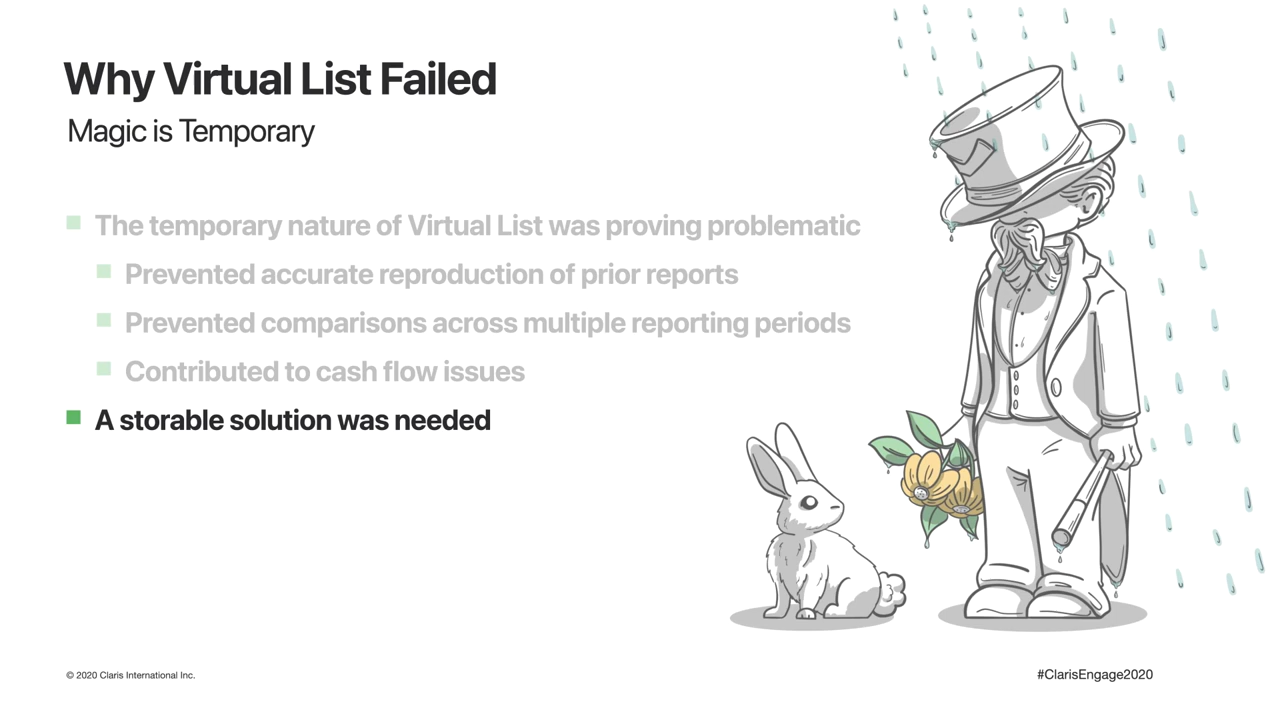 Why Virtual List Failed
Magic is Temporary
The temporary nature of Virtual List was proving problematic
Prevented accurate reproduction of prior reports
Prevented comparisons across multiple reporting periods
Contributed to cash flow issues
A storable solution was needed
© 2020 Claris International Inc.
#ClarisEngage2020